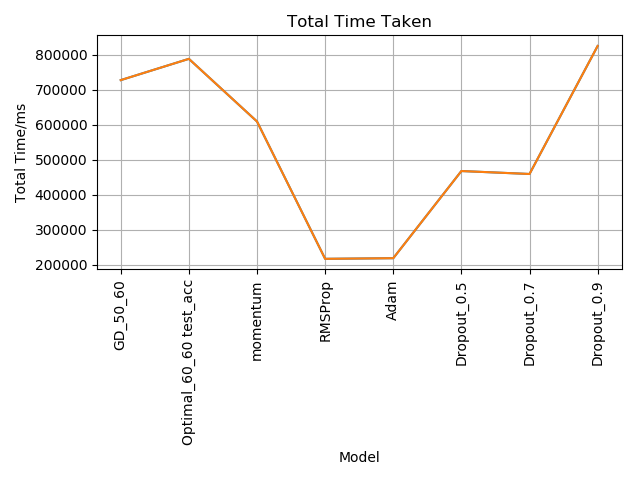 Total Time Taken
Total Time/ms
800000
700000
600000
500000
400000
300000
200000
GD_50_60
Optimal_60_60 test_acc
momentum
RMSProp
Adam
Dropout_0.5
Dropout_0.7
Dropout_0.9
Model